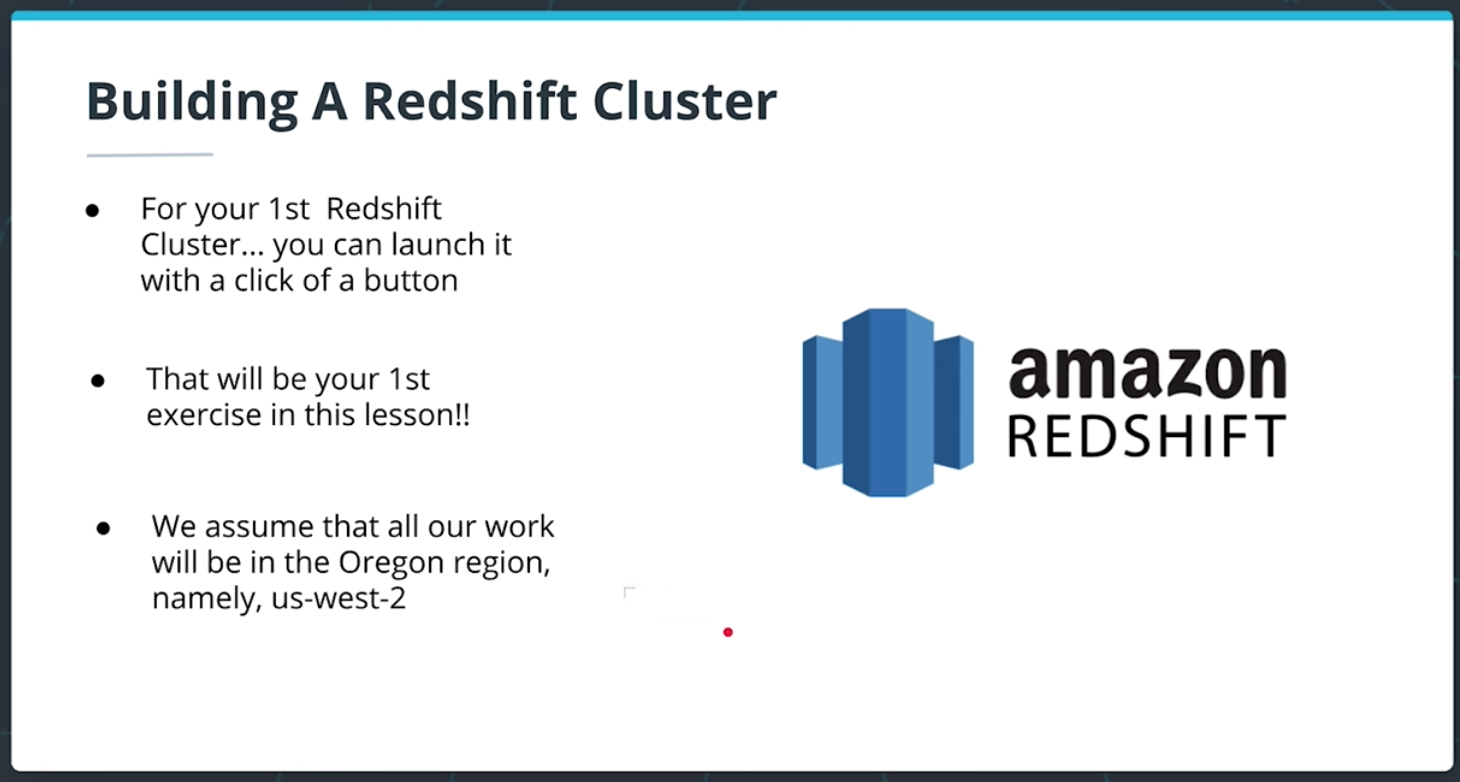 Building A Redshift Cluster
● For your 1st  Redshift
Cluster... you can launch it
with a click of a button
● That will be your 1st
exercise in this lesson!!
● We assume that all our work
will be in the Oregon region,
namely, us-west-2
amazon
REDSHIFT